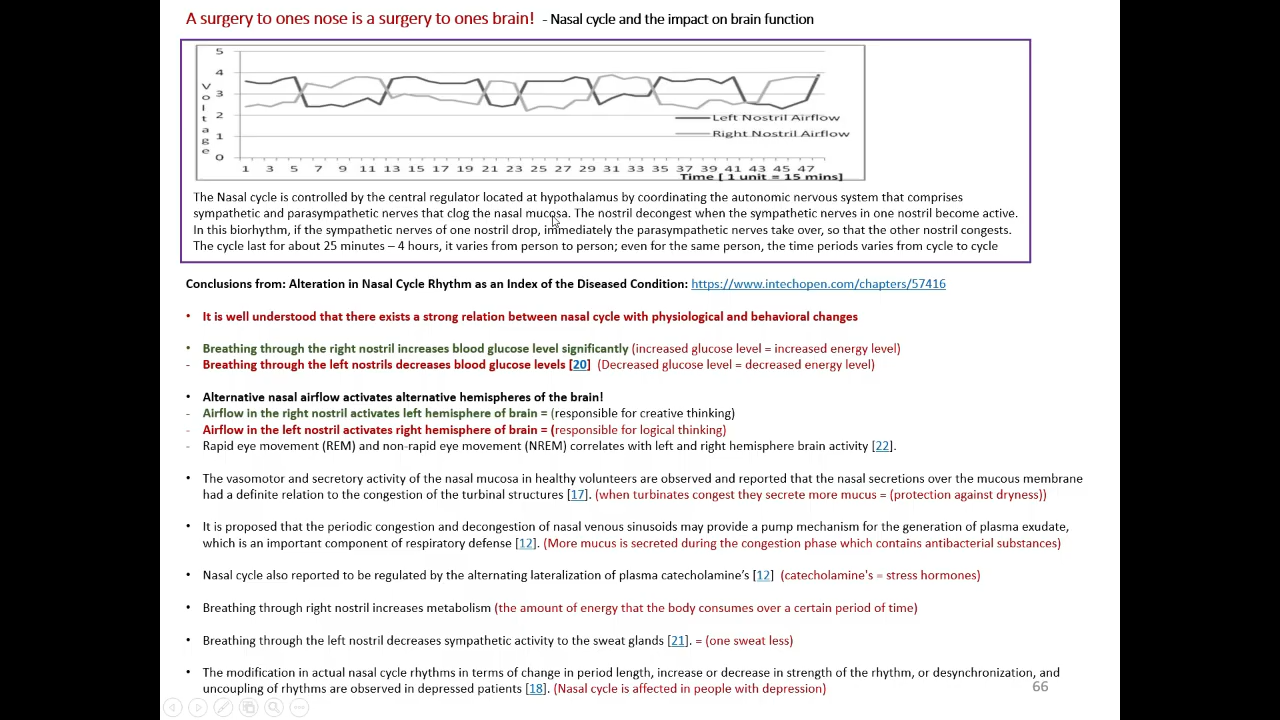 A surgery to ones nose is a surgery to ones brain! - Nasal cycle and the impact on brain function
5
4
3
2
1
0
Voltage
Left Nostril Airflow
Right Nostril Airflow
1 3 5 7 9 11 13 15 17 19 21 23 25 27 29 31 33 35 37 39 41 43 45 47
Time [ 1 unit = 15 mins]
The Nasal cycle is controlled by the central regulator located at hypothalamus by coordinating the autonomic nervous system that comprises
sympathetic and parasympathetic nerves that clog the nasal mucosa. The nostril decongest when the sympathetic nerves in one nostril become active.
In this biorhythm, if the sympathetic nerves of one nostril drop, immediately the parasympathetic nerves take over, so that the other nostril congests.
The cycle last for about 25 minutes – 4 hours, it varies from person to person; even for the same person, the time periods varies from cycle to cycle
Conclusions from: Alteration in Nasal Cycle Rhythm as an Index of the Diseased Condition: https://www.intechopen.com/chapters/57416
• It is well understood that there exists a strong relation between nasal cycle with physiological and behavioral changes
• Breathing through the right nostril increases blood glucose level significantly (increased glucose level = increased energy level)
- Breathing through the left nostrils decreases blood glucose levels [20] (Decreased glucose level = decreased energy level)
• Alternative nasal airflow activates alternative hemispheres of the brain!
- Airflow in the right nostril activates left hemisphere of brain = (responsible for creative thinking)
- Airflow in the left nostril activates right hemisphere of brain = (responsible for logical thinking)
- Rapid eye movement (REM) and non-rapid eye movement (NREM) correlates with left and right hemisphere brain activity [22].
• The vasomotor and secretory activity of the nasal mucosa in healthy volunteers are observed and reported that the nasal secretions over the mucous membrane
had a definite relation to the congestion of the turbinal structures [17]. (when turbinates congest they secrete more mucus = (protection against dryness))
• It is proposed that the periodic congestion and decongestion of nasal venous sinusoids may provide a pump mechanism for the generation of plasma exudate,
which is an important component of respiratory defense [12]. (More mucus is secreted during the congestion phase which contains antibacterial substances)
• Nasal cycle also reported to be regulated by the alternating lateralization of plasma catecholamine’s [12] (catecholamine's = stress hormones)
• Breathing through right nostril increases metabolism (the amount of energy that the body consumes over a certain period of time)
• Breathing through the left nostril decreases sympathetic activity to the sweat glands [21]. = (one sweat less)
• The modification in actual nasal cycle rhythms in terms of change in period length, increase or decrease in strength of the rhythm, or desynchronization, and
uncoupling of rhythms are observed in depressed patients [18]. (Nasal cycle is affected in people with depression)
66